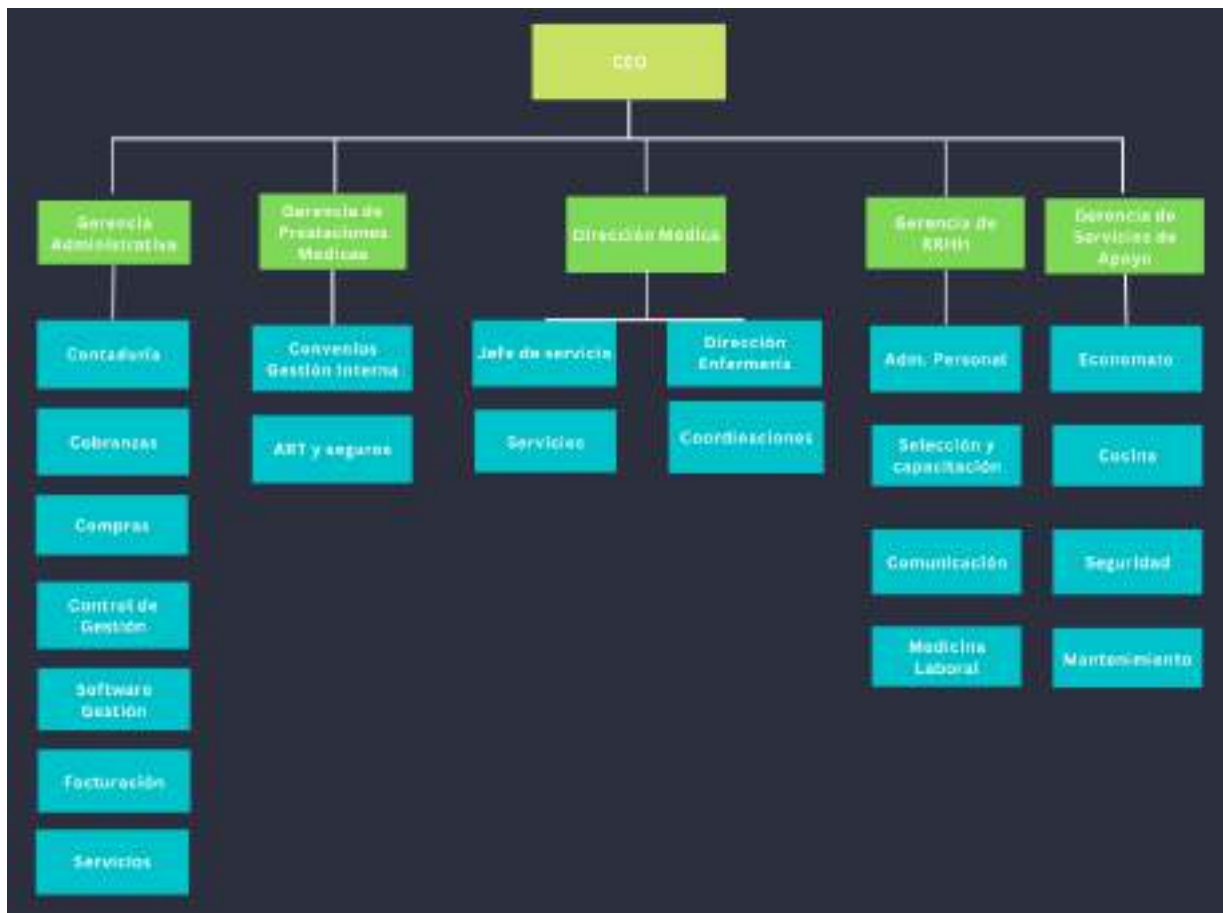 CEO
Gerencia
Administrativa
Gerencia de
Prestaciones
Medicas
Dirección Médica
Gerencia de
RRHH
Gerencia de
Servicios de
Apoyo
Contaduría
Cobranzas
Compras
Control de
Gestión
Software
Gestión
Facturación
Servicios
Convenios
Gestión Interna
ART y seguros
Jefe de servicio
Servicios
Dirección
Enfermería
Coordinaciones
Adm. Personal
Selección y
capacitación
Comunicación
Medicina
Laboral
Economato
Cocina
Seguridad
Mantenimiento